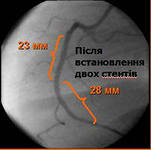 23 мм
Після
встановлення
двох стентів
28 мм